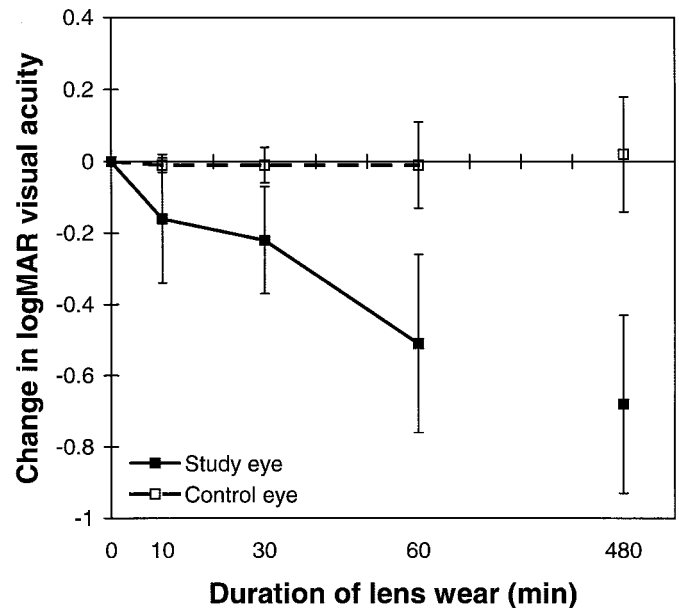 Change in logMAR visual acuity
0.4
0.2
0
-0.2
-0.4
-0.6
-0.8
-1
Study eye
Control eye
0 10 30 60 480
Duration of lens wear (min)